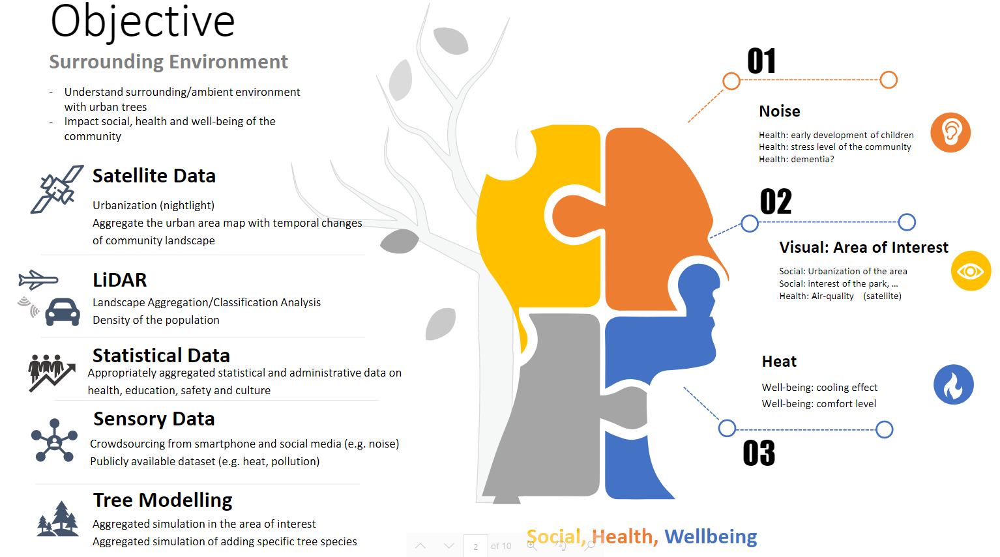 Objective
Surrounding Environment
- Understand surrounding/ambient environment
with urban trees
- Impact social, health and well-being of the
community
Satellite Data
Urbanization (nightlight)
Aggregate the urban area map with temporal changes
of community landscape
LiDAR
Landscape Aggregation/Classification Analysis
Density of the population
Statistical Data
Appropriately aggregated statistical and administrative data on
health, education, safety and culture
Sensory Data
Crowdsourcing from smartphone and social media (e.g. noise)
Publicly available dataset (e.g. heat, pollution)
Tree Modelling
Aggregated simulation in the area of interest
Aggregated simulation of adding specific tree species
01
Noise
Health: early development of children
Health: stress level of the community
Health: dementia?
02
Visual: Area of Interest
Social: Urbanization of the area
Social: interest of the park, ...
Health: Air-quality (satellite)
Heat
Well-being: cooling effect
Well-being: comfort level
03
Social, Health, Wellbeing
2 of 10